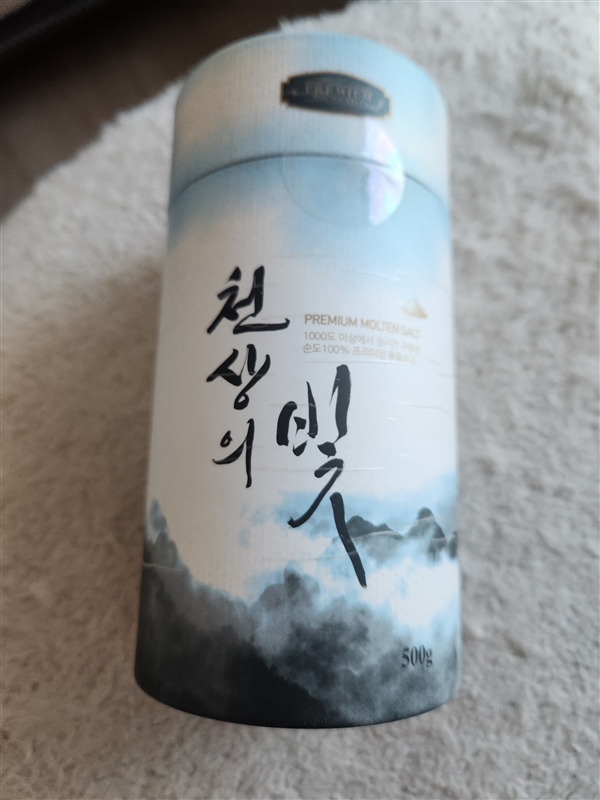 PREMIUM
천상의
빛
PREMIUM MOLTEN SALT
1000도 이상에서
순도100% 프리미엄 용융소금
500g